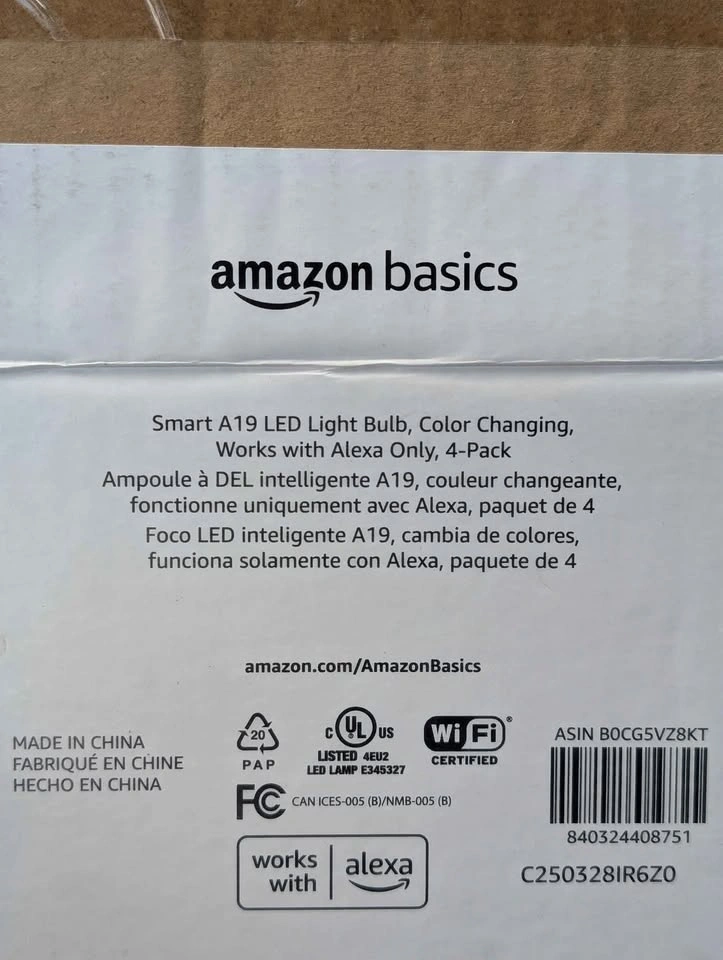 amazon basics
Smart A19 LED Light Bulb, Color Changing,
Works with Alexa Only, 4-Pack
Ampoule à DEL intelligente A19, couleur changeante,
fonctionne uniquement avec Alexa, paquet de 4
Foco LED inteligente A19, cambia de colores,
funciona solamente con Alexa, paquete de 4
amazon.com/AmazonBasics
MADE IN CHINA
FABRIQUÉ EN CHINE
HECHO EN CHINA
20
PAP
C UL US
LISTED 4EU2
LED LAMP E345327
Wi Fi®
CERTIFIED
FC CAN ICES-005 (B)/NMB-005 (B)
works with alexa
ASIN B0CG5VZ8KT
840324408751
C250328IR6Z0